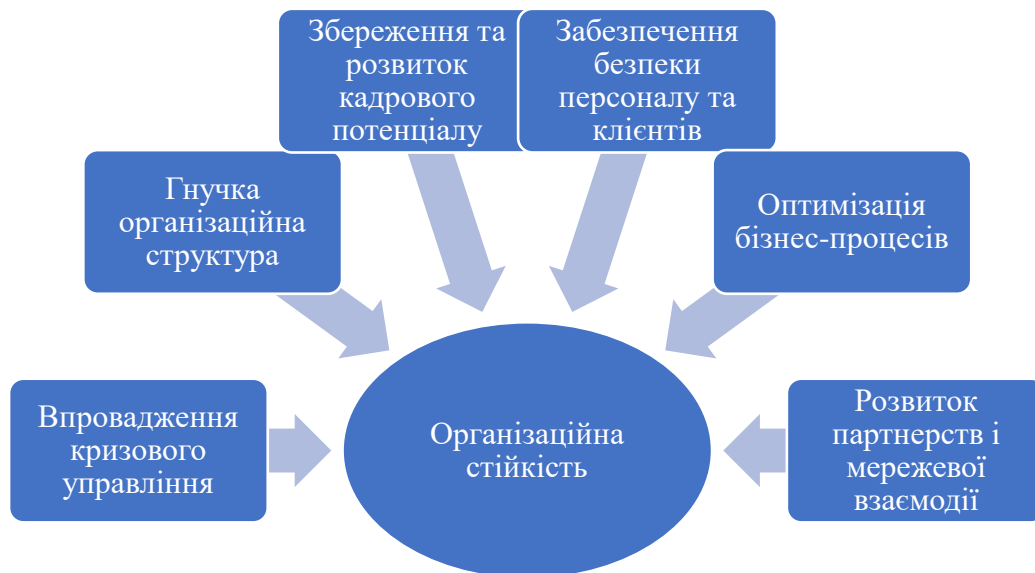 Збереження та
розвиток
кадрового
потенціалу
Забезпечення
безпеки
персоналу та
клієнтів
Гнучка
організаційна
структура
Оптимізація
бізнес-процесів
Впровадження
кризового
управління
Організаційна
стійкість
Розвиток
партнерств і
мережевої
взаємодії